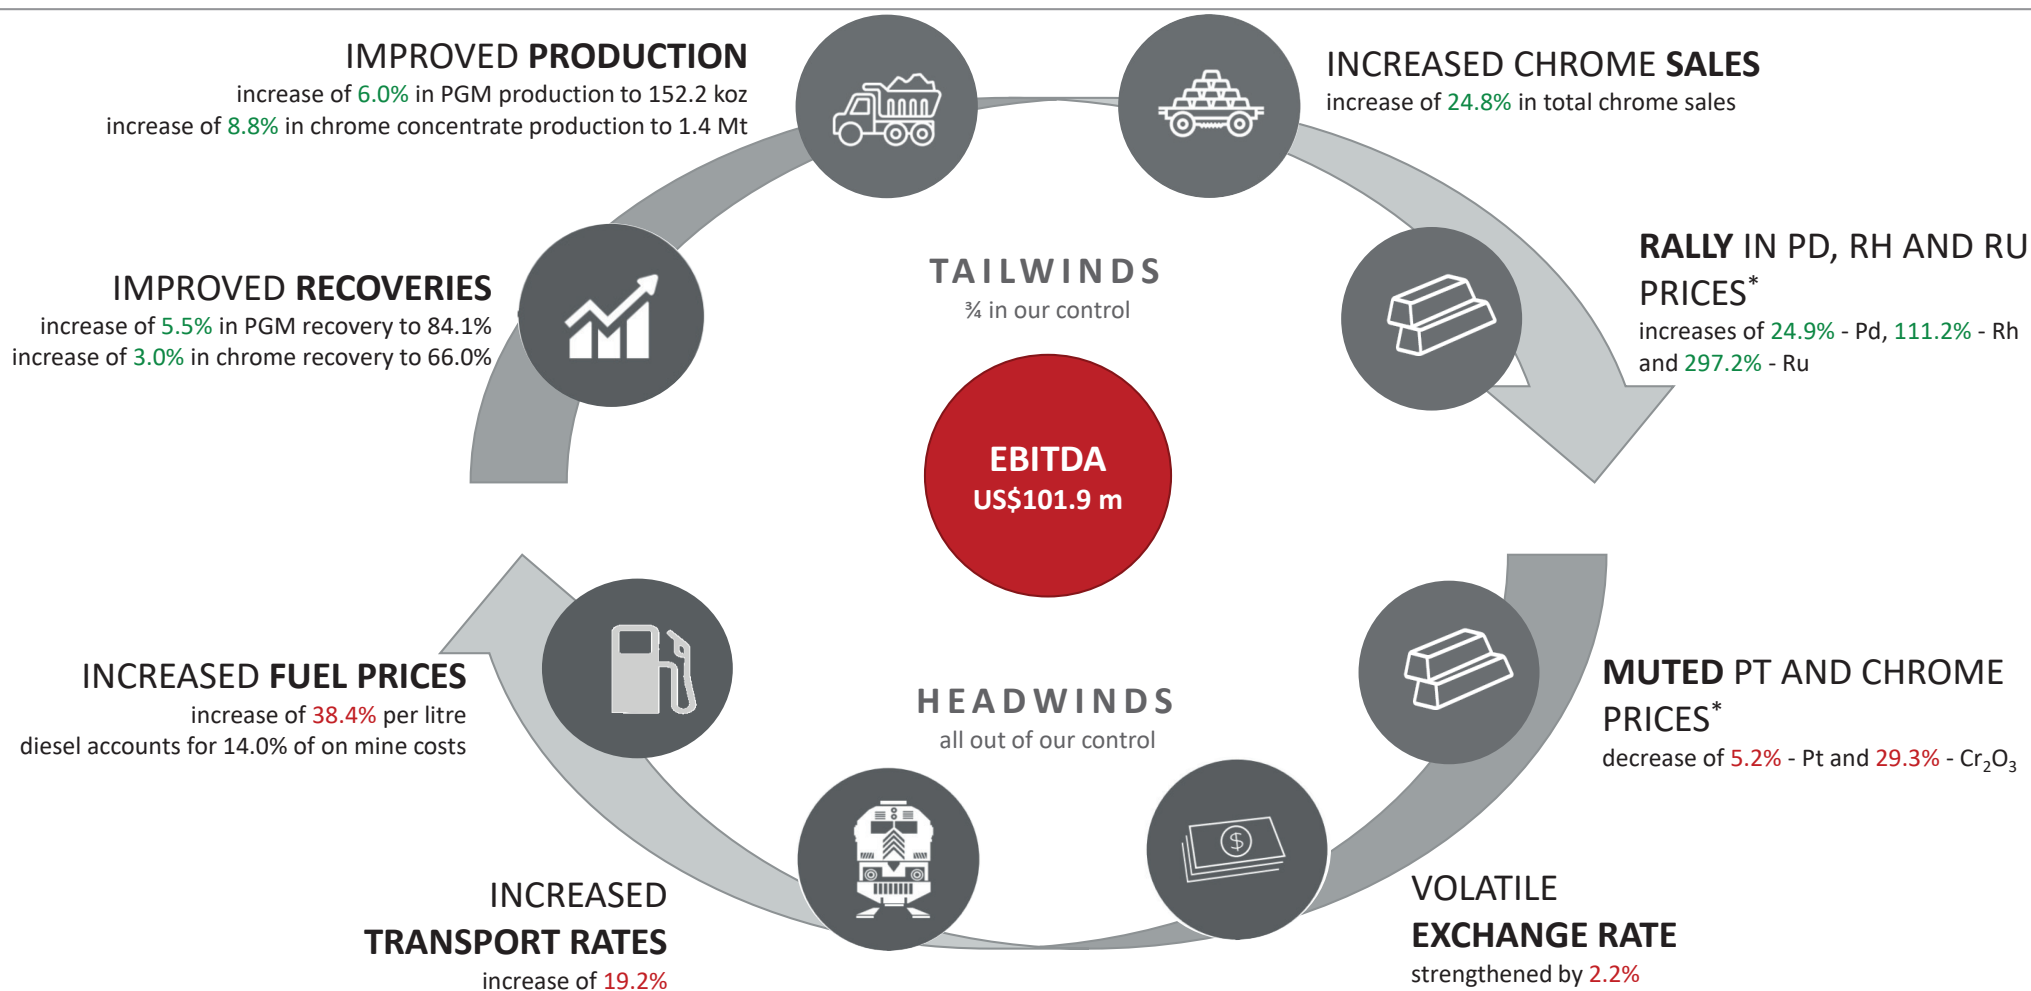 IMPROVED PRODUCTION
increase of 6.0% in PGM production to 152.2 koz
increase of 8.8% in chrome concentrate production to 1.4 Mt
INCREASED CHROME SALES
increase of 24.8% in total chrome sales
IMPROVED RECOVERIES
increase of 5.5% in PGM recovery to 84.1%
increase of 3.0% in chrome recovery to 66.0%
TAILWINDS
¾ in our control
RALLY IN PD, RH AND RU
PRICES*
increases of 24.9% - Pd, 111.2% - Rh
and 297.2% - Ru
EBITDA
US$101.9 m
INCREASED FUEL PRICES
increase of 38.4% per litre
diesel accounts for 14.0% of on mine costs
HEADWINDS
all out of our control
MUTED PT AND CHROME
PRICES*
decrease of 5.2% - Pt and 29.3% - Cr₂O₃
$
INCREASED
TRANSPORT RATES
increase of 19.2%
VOLATILE
EXCHANGE RATE
strengthened by 2.2%